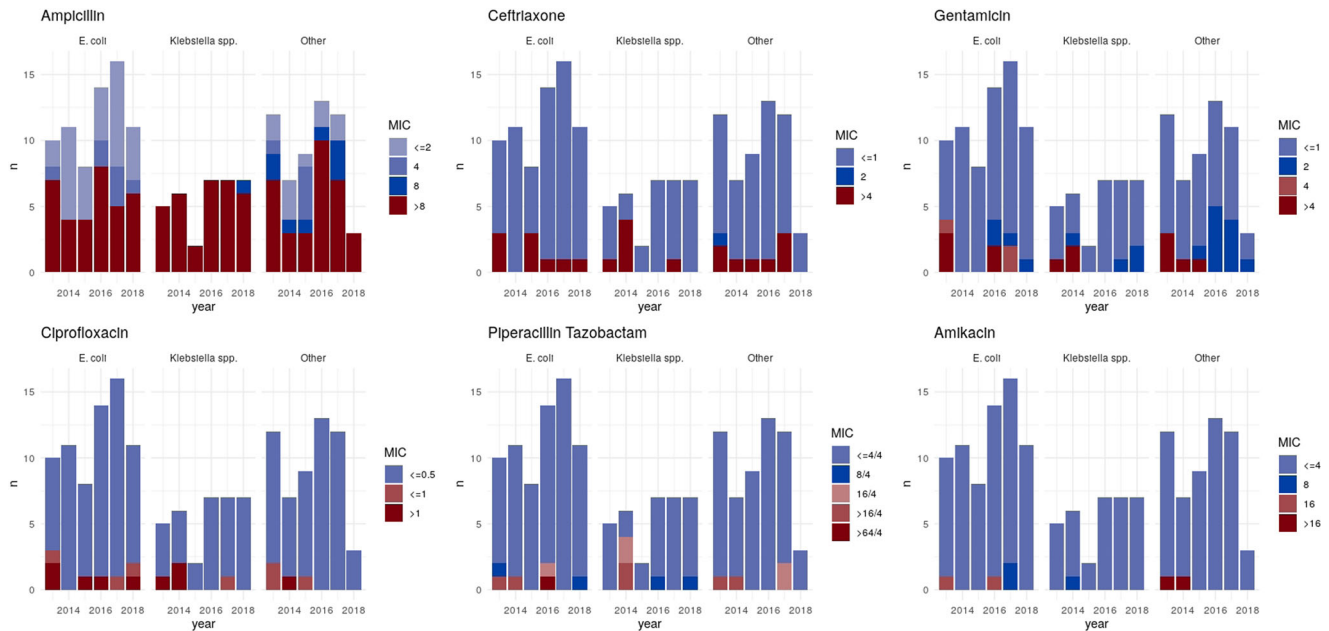 Ampicillin
E. coli Klebsiella spp. Other
15
10
5
0
n
2014 2016 2018 2014 2016 2018 2014 2016 2018
year
MIC
<=2
4
8
>8
Ceftriaxone
E. coli Klebsiella spp. Other
15
10
5
0
n
2014 2016 2018 2014 2016 2018 2014 2016 2018
year
MIC
<=1
2
>4
Gentamicin
E. coli Klebsiella spp. Other
15
10
5
0
n
2014 2016 2018 2014 2016 2018 2014 2016 2018
year
MIC
<=1
2
4
>4
Ciprofloxacin
E. coli Klebsiella spp. Other
15
10
5
0
n
2014 2016 2018 2014 2016 2018 2014 2016 2018
year
MIC
<=0.5
<=1
>1
Piperacillin Tazobactam
E. coli Klebsiella spp. Other
15
10
5
0
n
2014 2016 2018 2014 2016 2018 2014 2016 2018
year
MIC
<=4/4
8/4
16/4
>16/4
>64/4
Amikacin
E. coli Klebsiella spp. Other
15
10
5
0
n
2014 2016 2018 2014 2016 2018 2014 2016 2018
year
MIC
<=4
8
16
>16